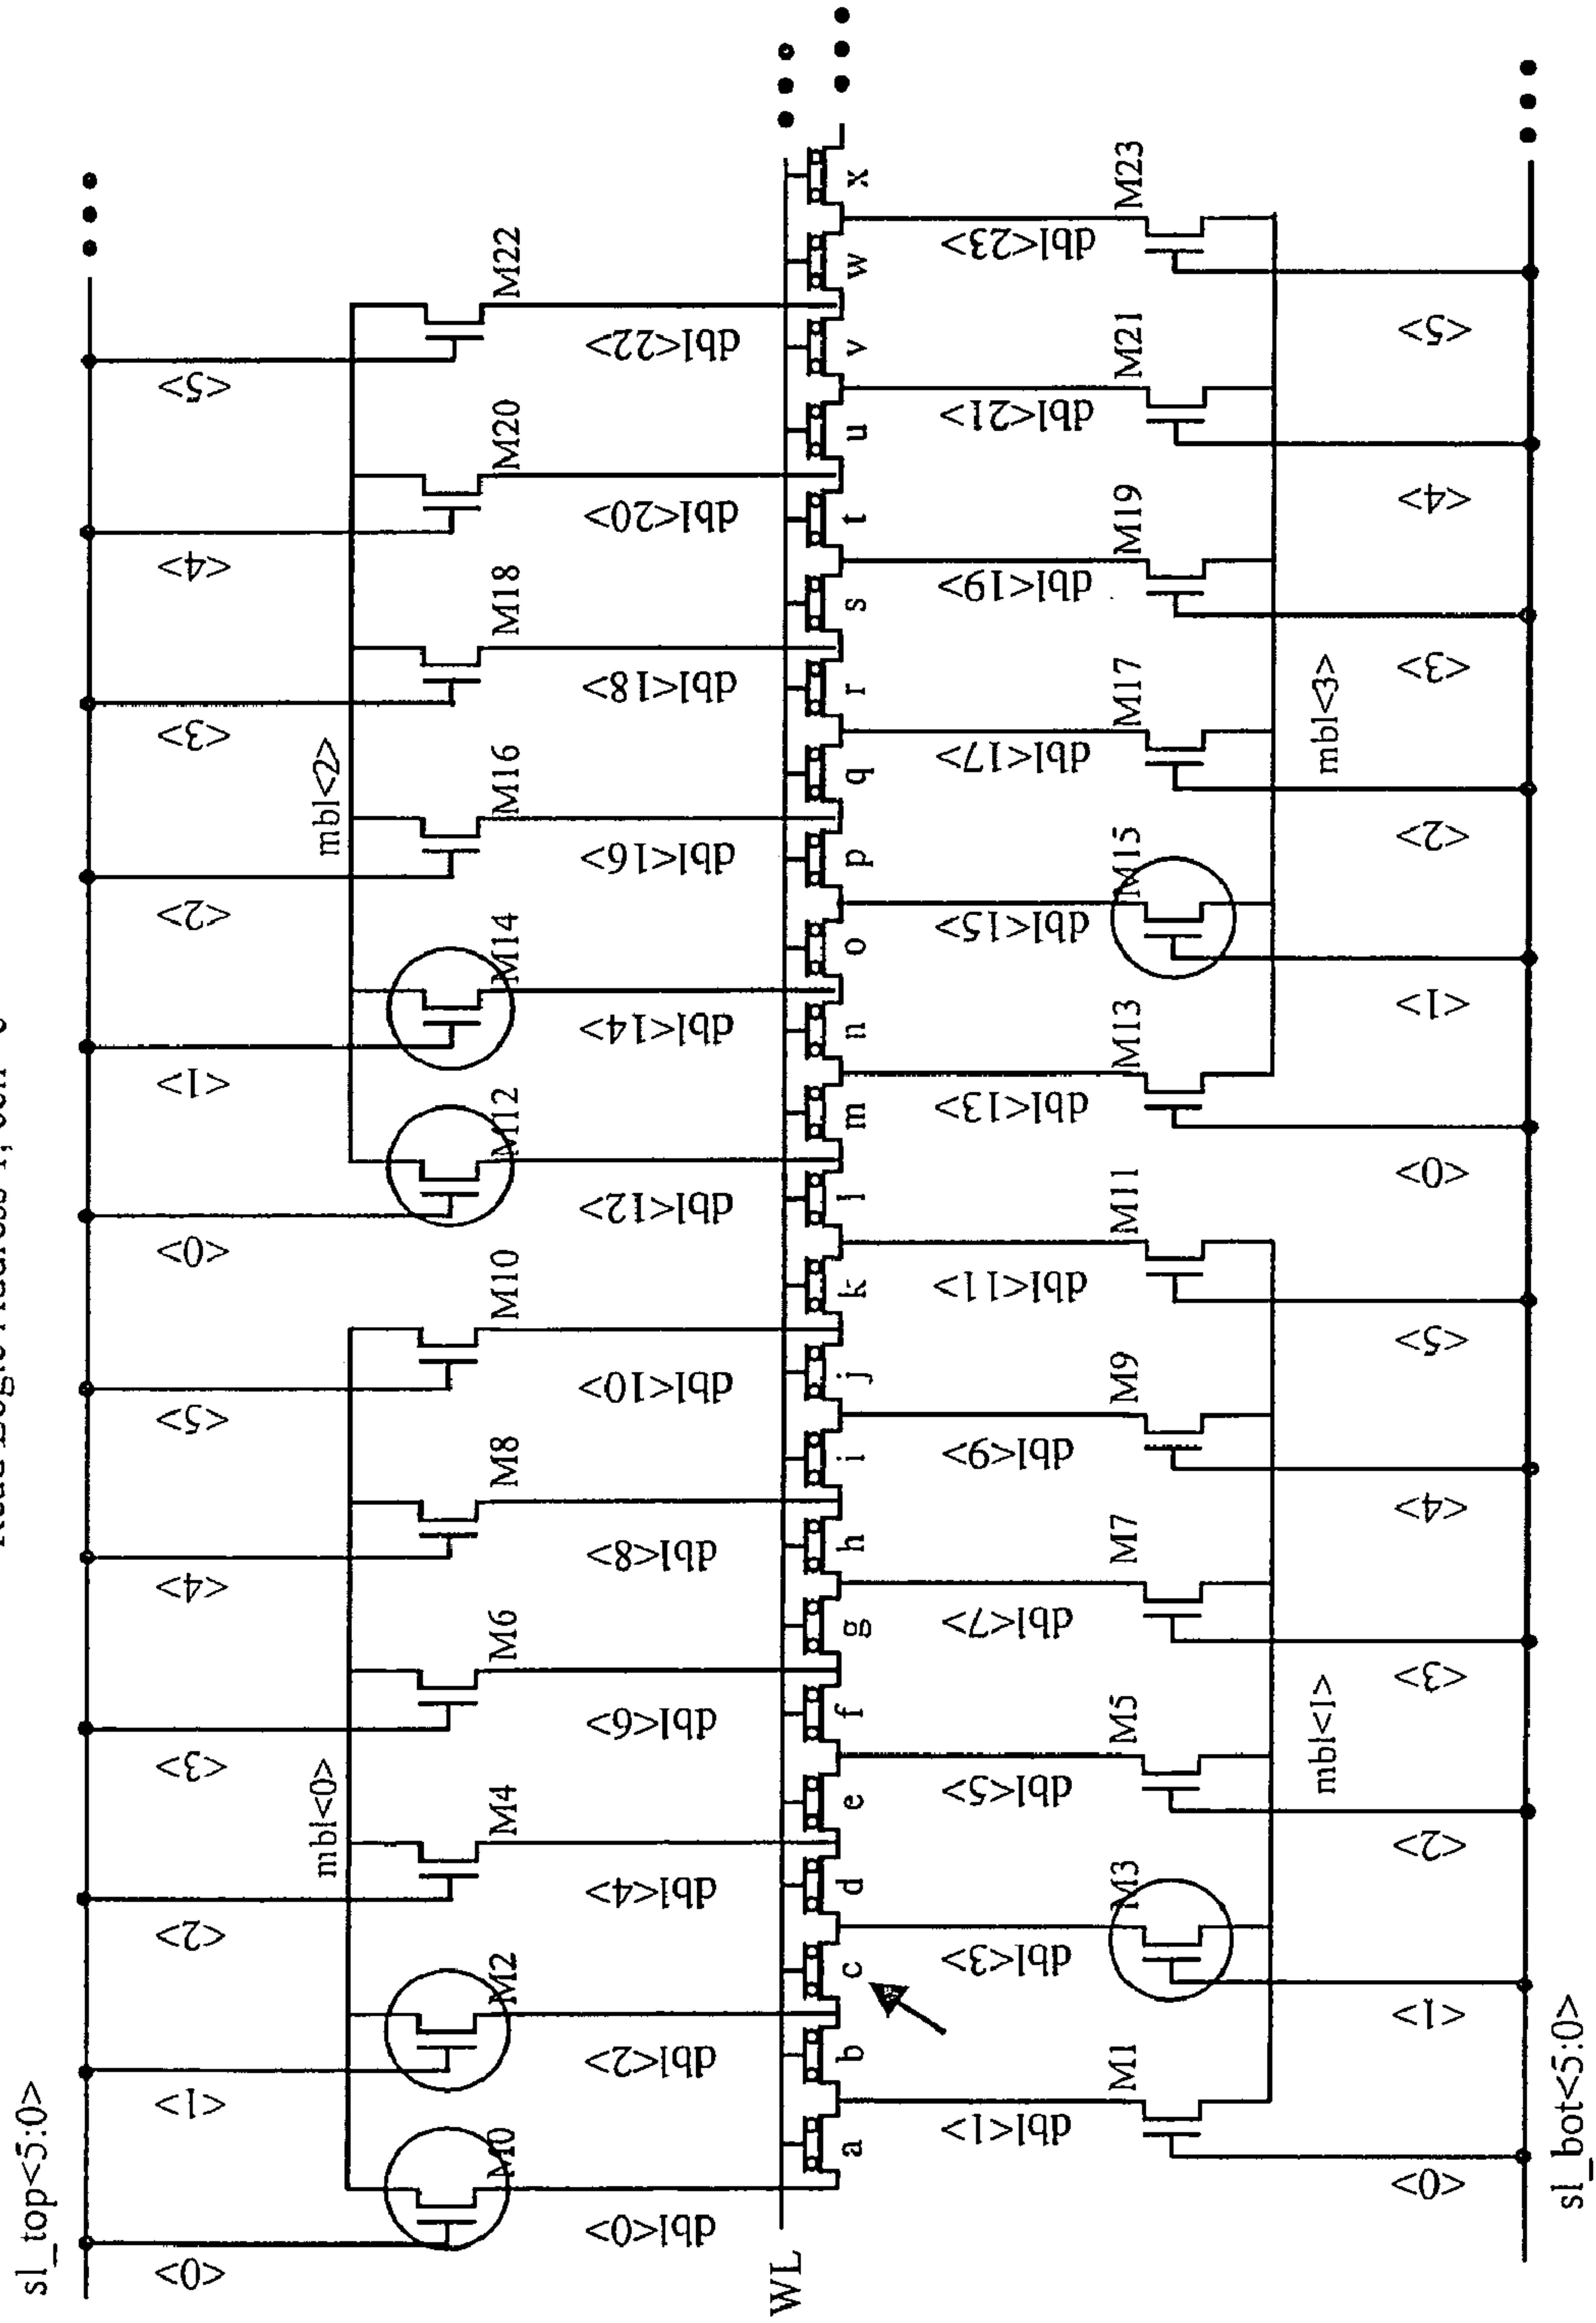 Read Logic Address 1, cell
sl_top<5:0>
<0> <1> <2> <3> <4> <5> <0> <1> <2> <3> <4> <5>
mbl<0> mbl<2>
M0 M2 M4 M6 M8 M10 M12 M14 M16 M18 M20 M22
dbl<0> dbl<2> dbl<4> dbl<6> dbl<8> dbl<10> dbl<12> dbl<14> dbl<16> dbl<18> dbl<20> dbl<22>
WL
a b c d e f g h i j k l m n o p q r s t u v w x
dbl<1> dbl<3> dbl<5> dbl<7> dbl<9> dbl<11> dbl<13> dbl<15> dbl<17> dbl<19> dbl<21> dbl<23>
M1 M3 M5 M7 M9 M11 M13 M15 M17 M19 M21 M23
mbl<1> mbl<3>
<0> <1> <2> <3> <4> <5> <0> <1> <2> <3> <4> <5>
sl_bot<5:0>